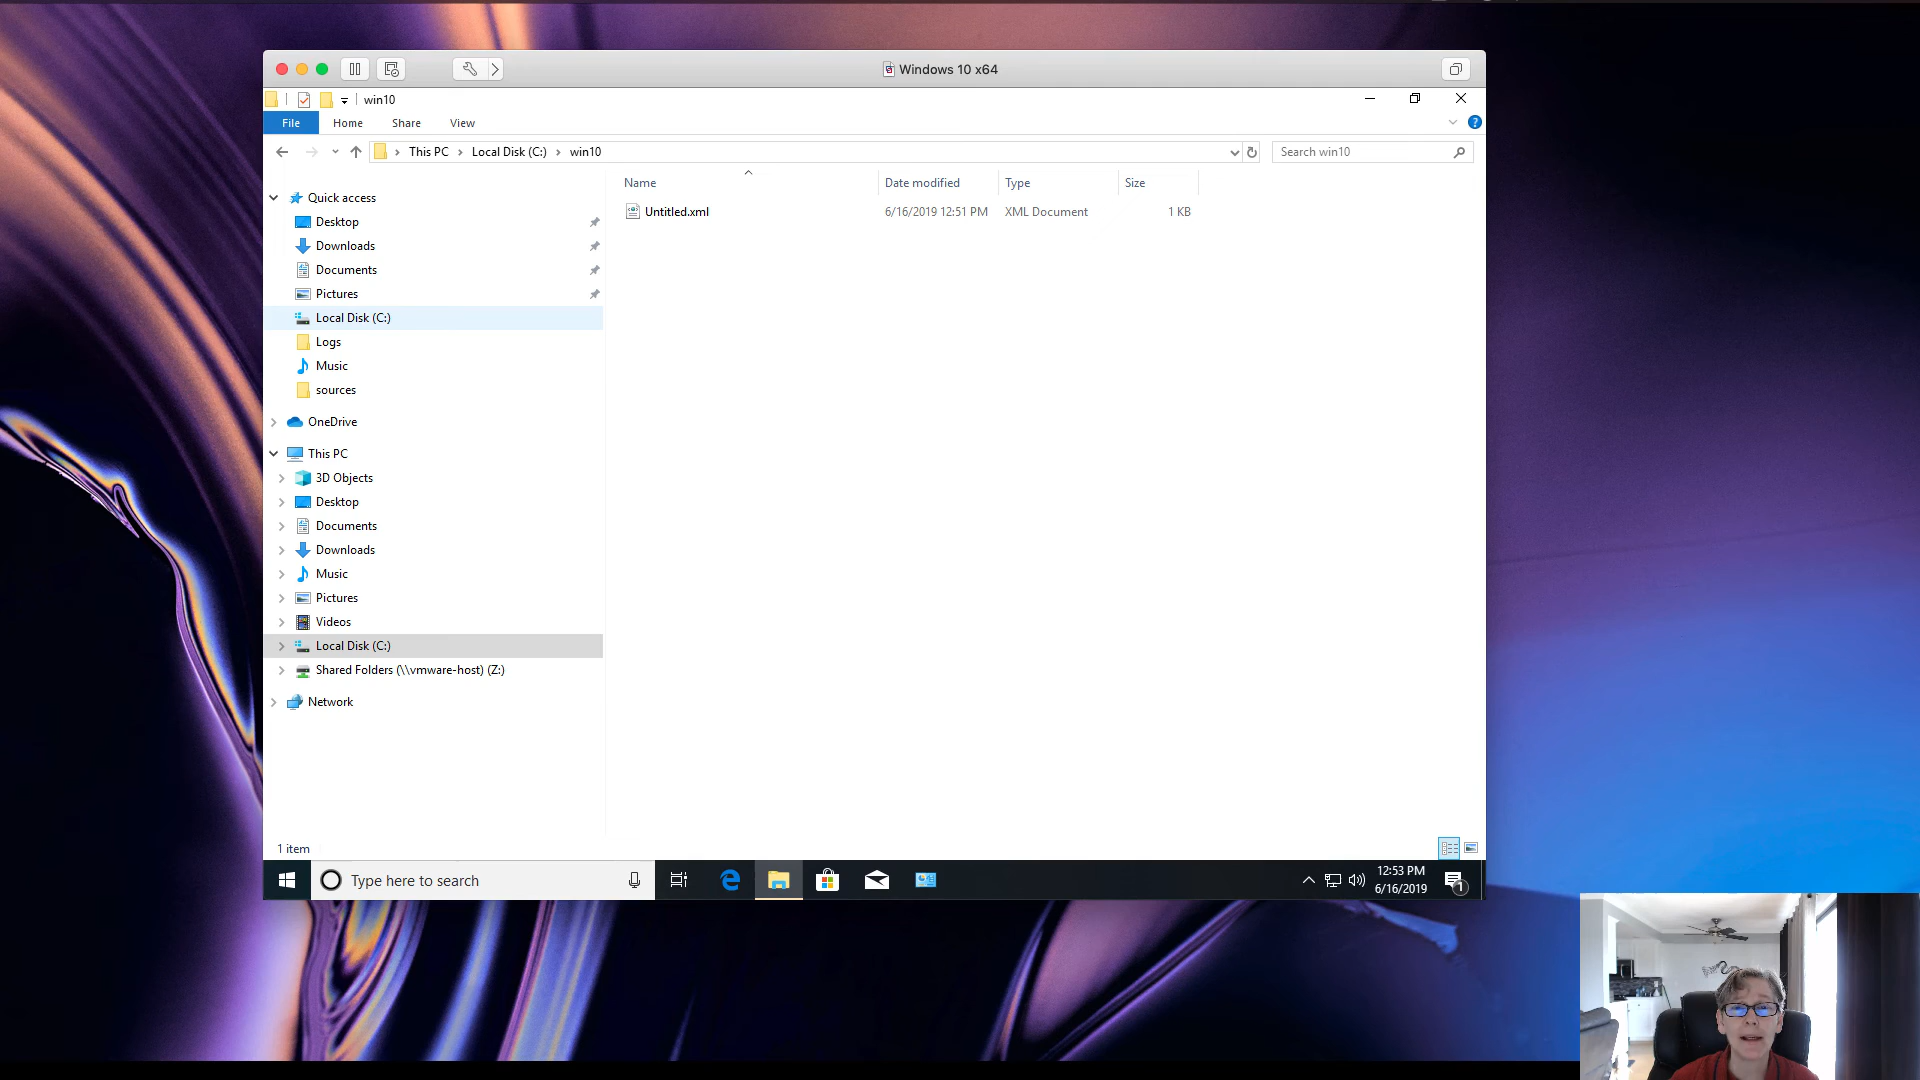 Windows 10 x64
win10
File Home Share View
This PC Local Disk (C:) win10 Search win10
Name Date modified Type Size
Untitled.xml 6/16/2019 12:51 PM XML Document 1 KB
Quick access
Desktop
Downloads
Documents
Pictures
Local Disk (C:)
Logs
Music
sources
OneDrive
This PC
3D Objects
Desktop
Documents
Downloads
Music
Pictures
Videos
Local Disk (C:)
Shared Folders (\\vmware-host) (Z:)
Network
1 item
Type here to search
12:53 PM
6/16/2019
1